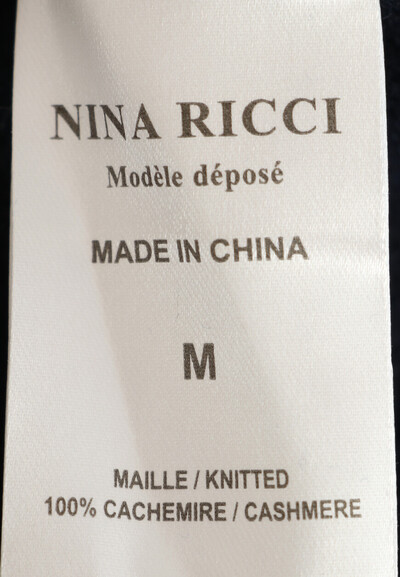 NINA RICCI
Modèle déposé
MADE IN CHINA
M
MAILLE / KNITTED
100% CACHEMIRE / CASHMERE